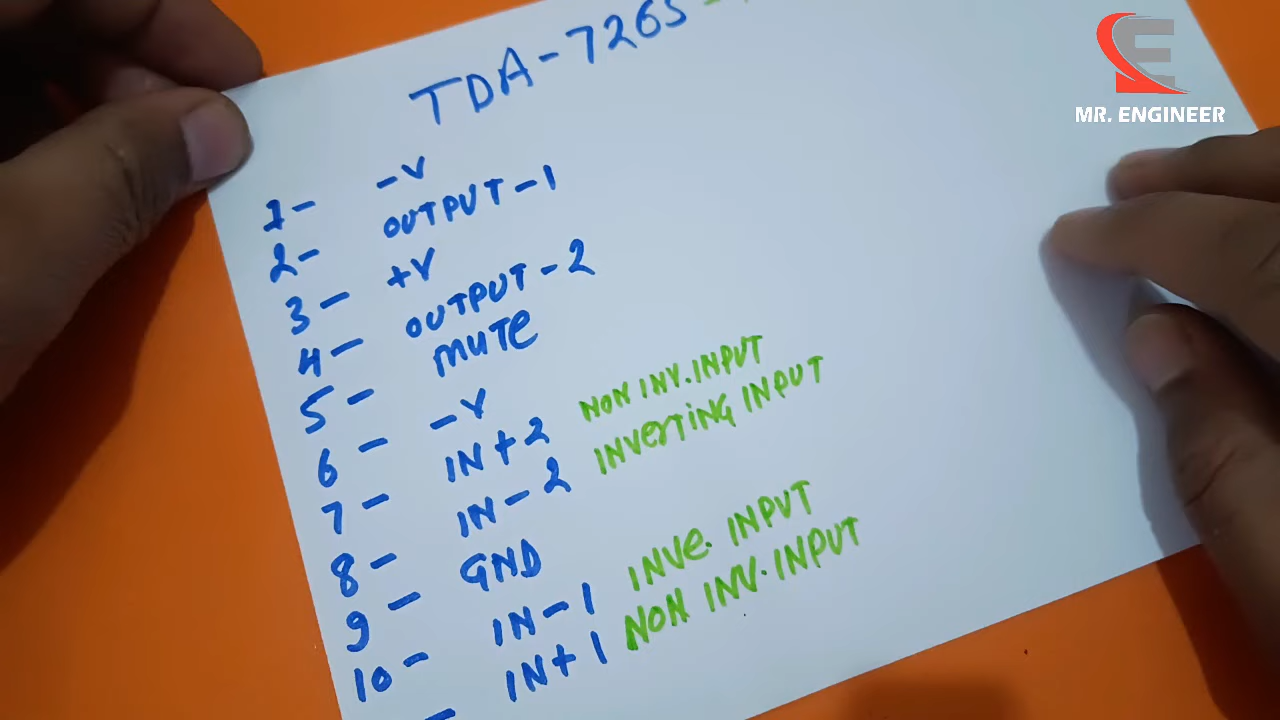 TDA-7265
MR. ENGINEER
1- -V
2- OUTPUT-1
3- +V
4- OUTPUT-2
5- MUTE
6- -V
7- IN+2 NON INV.INPUT
8- IN-2 INVERTING INPUT
9- GND
10- IN-1 INVE. INPUT
- IN+1 NON INV.INPUT